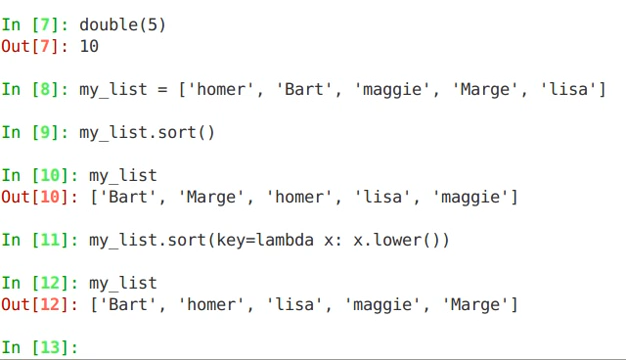 In [7]: double(5)
Out[7]: 10
In [8]: my_list = ['homer', 'Bart', 'maggie', 'Marge', 'lisa']
In [9]: my_list.sort()
In [10]: my_list
Out[10]: ['Bart', 'Marge', 'homer', 'lisa', 'maggie']
In [11]: my_list.sort(key=lambda x: x.lower())
In [12]: my_list
Out[12]: ['Bart', 'homer', 'lisa', 'maggie', 'Marge']
In [13]: